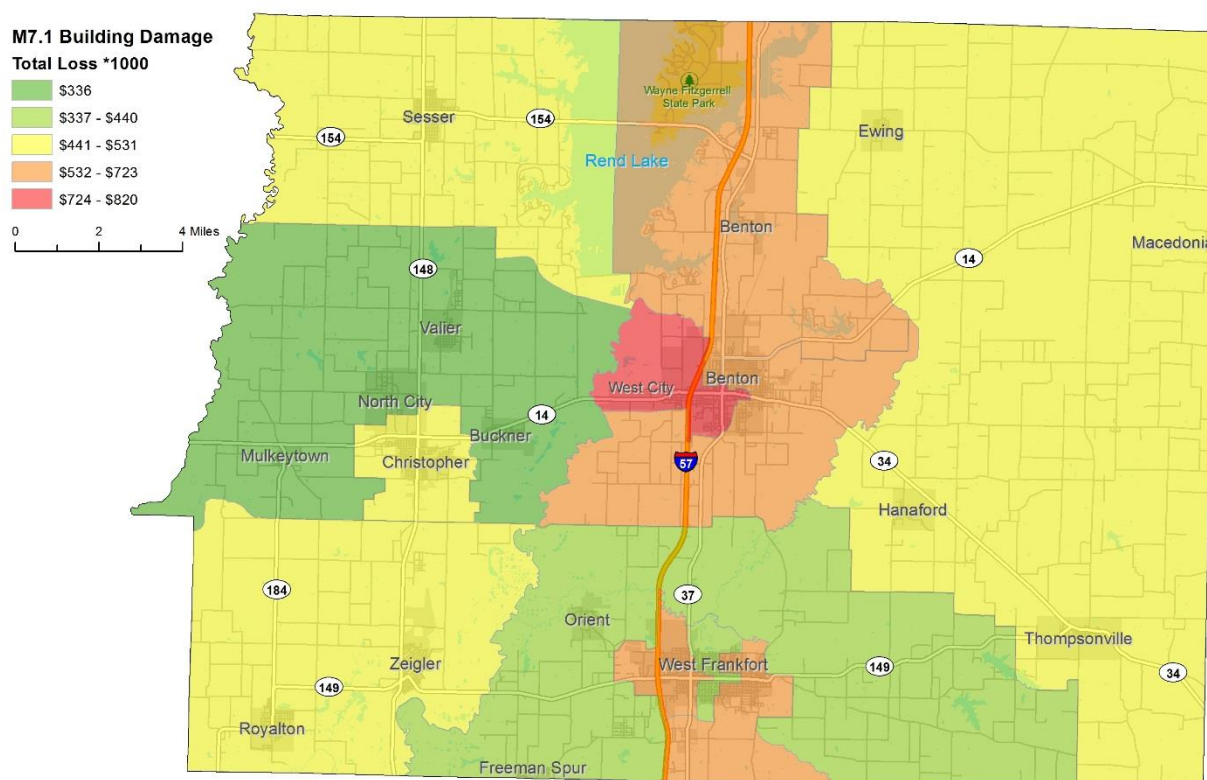 M7.1 Building Damage
Total Loss *1000
$336
$337 - $440
$441 - $531
$532 - $723
$724 - $820
0 2 4 Miles
Wayne Fitzgerrell
State Park
Sesser
154
154
Ewing
Rend Lake
Benton
Macedonia
14
148
Valier
West City
Benton
North City
14
Buckner
Mulkeytown
Christopher
57
34
Hanaford
184
37
Orient
Thompsonville
Zeigler
West Frankfort
149
34
149
Royalton
Freeman Spur